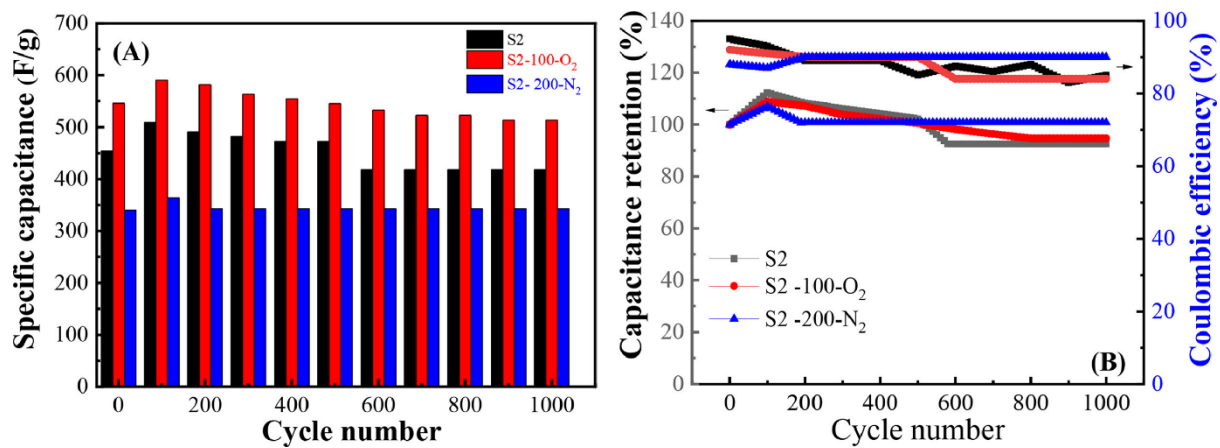 Specific capacitance (F/g)
700
600
500
400
300
200
100
0
(A)
S2
S2-100-O₂
S2- 200-N₂
0
200
400
600
800
1000
Cycle number
Capacitance retention (%)
140
120
100
80
60
40
20
0
S2
S2 -100-O₂
S2 -200-N₂
(B)
0
200
400
600
800
1000
Cycle number
100
80
60
40
20
0
Coulombic efficiency (%)